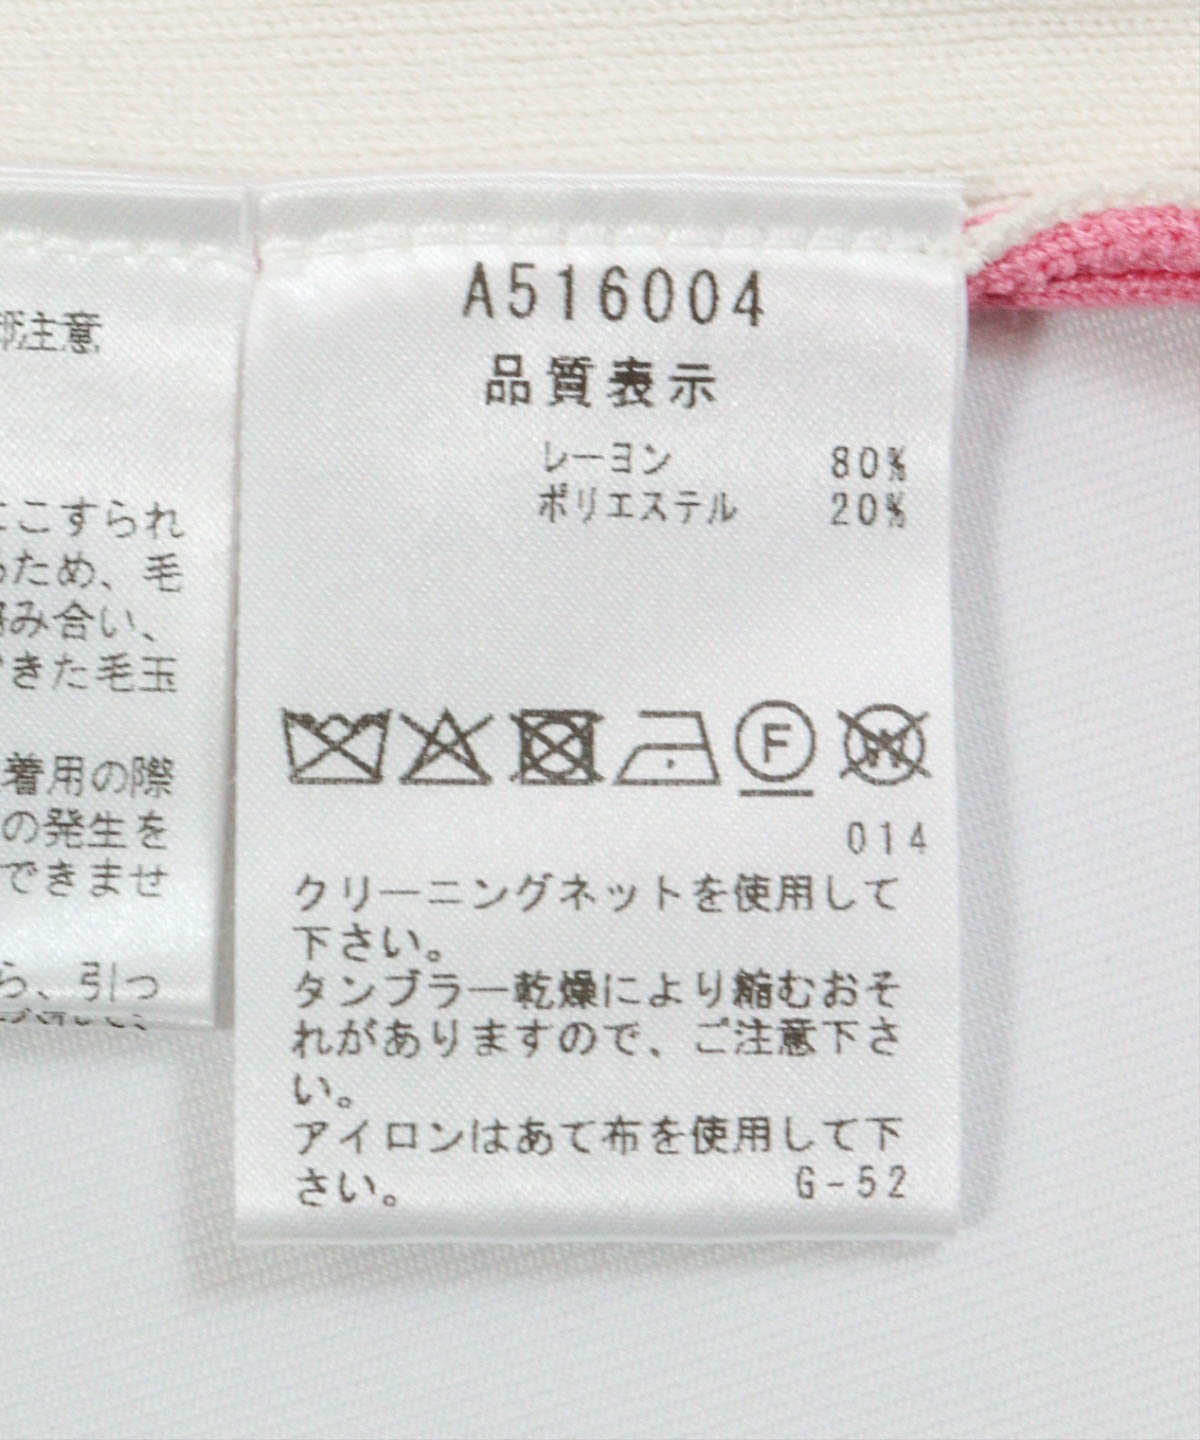 部注意
こすられ
ため、毛
み合い、
きた毛玉
着用の際
の発生を
できませ
ら、引っ
A516004
品質表示
レーヨン 80%
ポリエステル 20%
F
W
014
クリーニングネットを使用して
下さい。
タンブラー乾燥により縮むおそ
れがありますので、ご注意下さ
い。
アイロンはあて布を使用して下
さい。 G-52